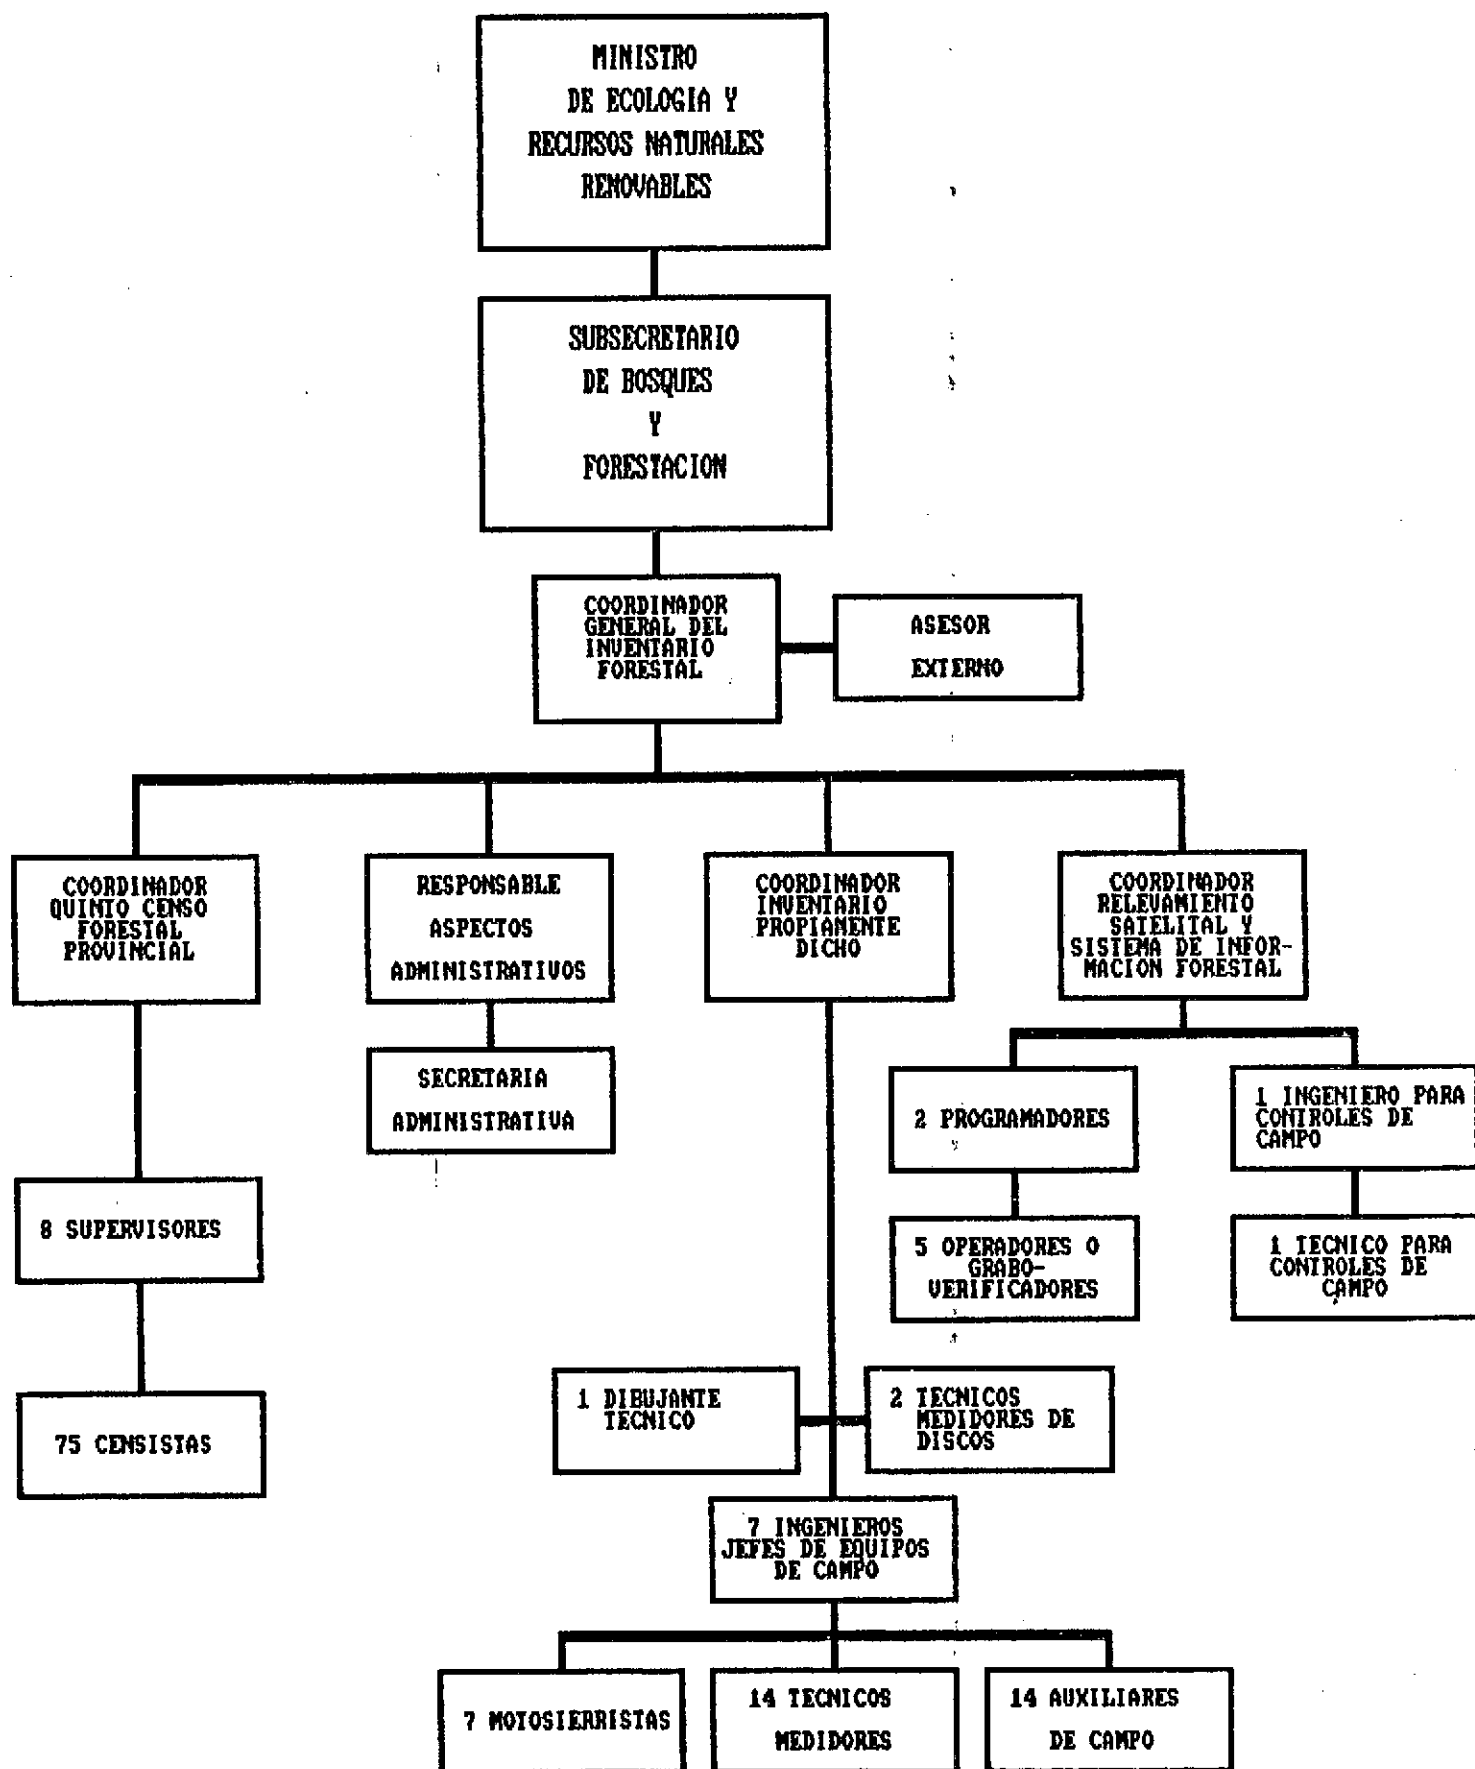 MINISTRO
DE ECOLOGIA Y
RECURSOS NATURALES
RENOVABLES
SUBSECRETARIO
DE BOSQUES
Y
FORESTACION
COORDINADOR
GENERAL DEL
INVENTARIO
FORESTAL
ASESOR
EXTERNO
COORDINADOR
QUINTO CENSO
FORESTAL
PROVINCIAL
RESPONSABLE
ASPECTOS
ADMINISTRATIVOS
COORDINADOR
INVENTARIO
PROPIAMENTE
DICHO
COORDINADOR
RELEVAMIENTO
SATELITAL Y
SISTEMA DE INFOR-
MACION FORESTAL
SECRETARIA
ADMINISTRATIVA
2 PROGRAMADORES
1 INGENIERO PARA
CONTROLES DE
CAMPO
8 SUPERVISORES
5 OPERADORES O
GRABO-
VERIFICADORES
1 TECNICO PARA
CONTROLES DE
CAMPO
75 CENSISTAS
1 DIBUJANTE
TECNICO
2 TECNICOS
MEDIDORES DE
DISCOS
7 INGENIEROS
JEFES DE EQUIPOS
DE CAMPO
7 MOTOSIERRISTAS
14 TECNICOS
MEDIDORES
14 AUXILIARES
DE CAMPO